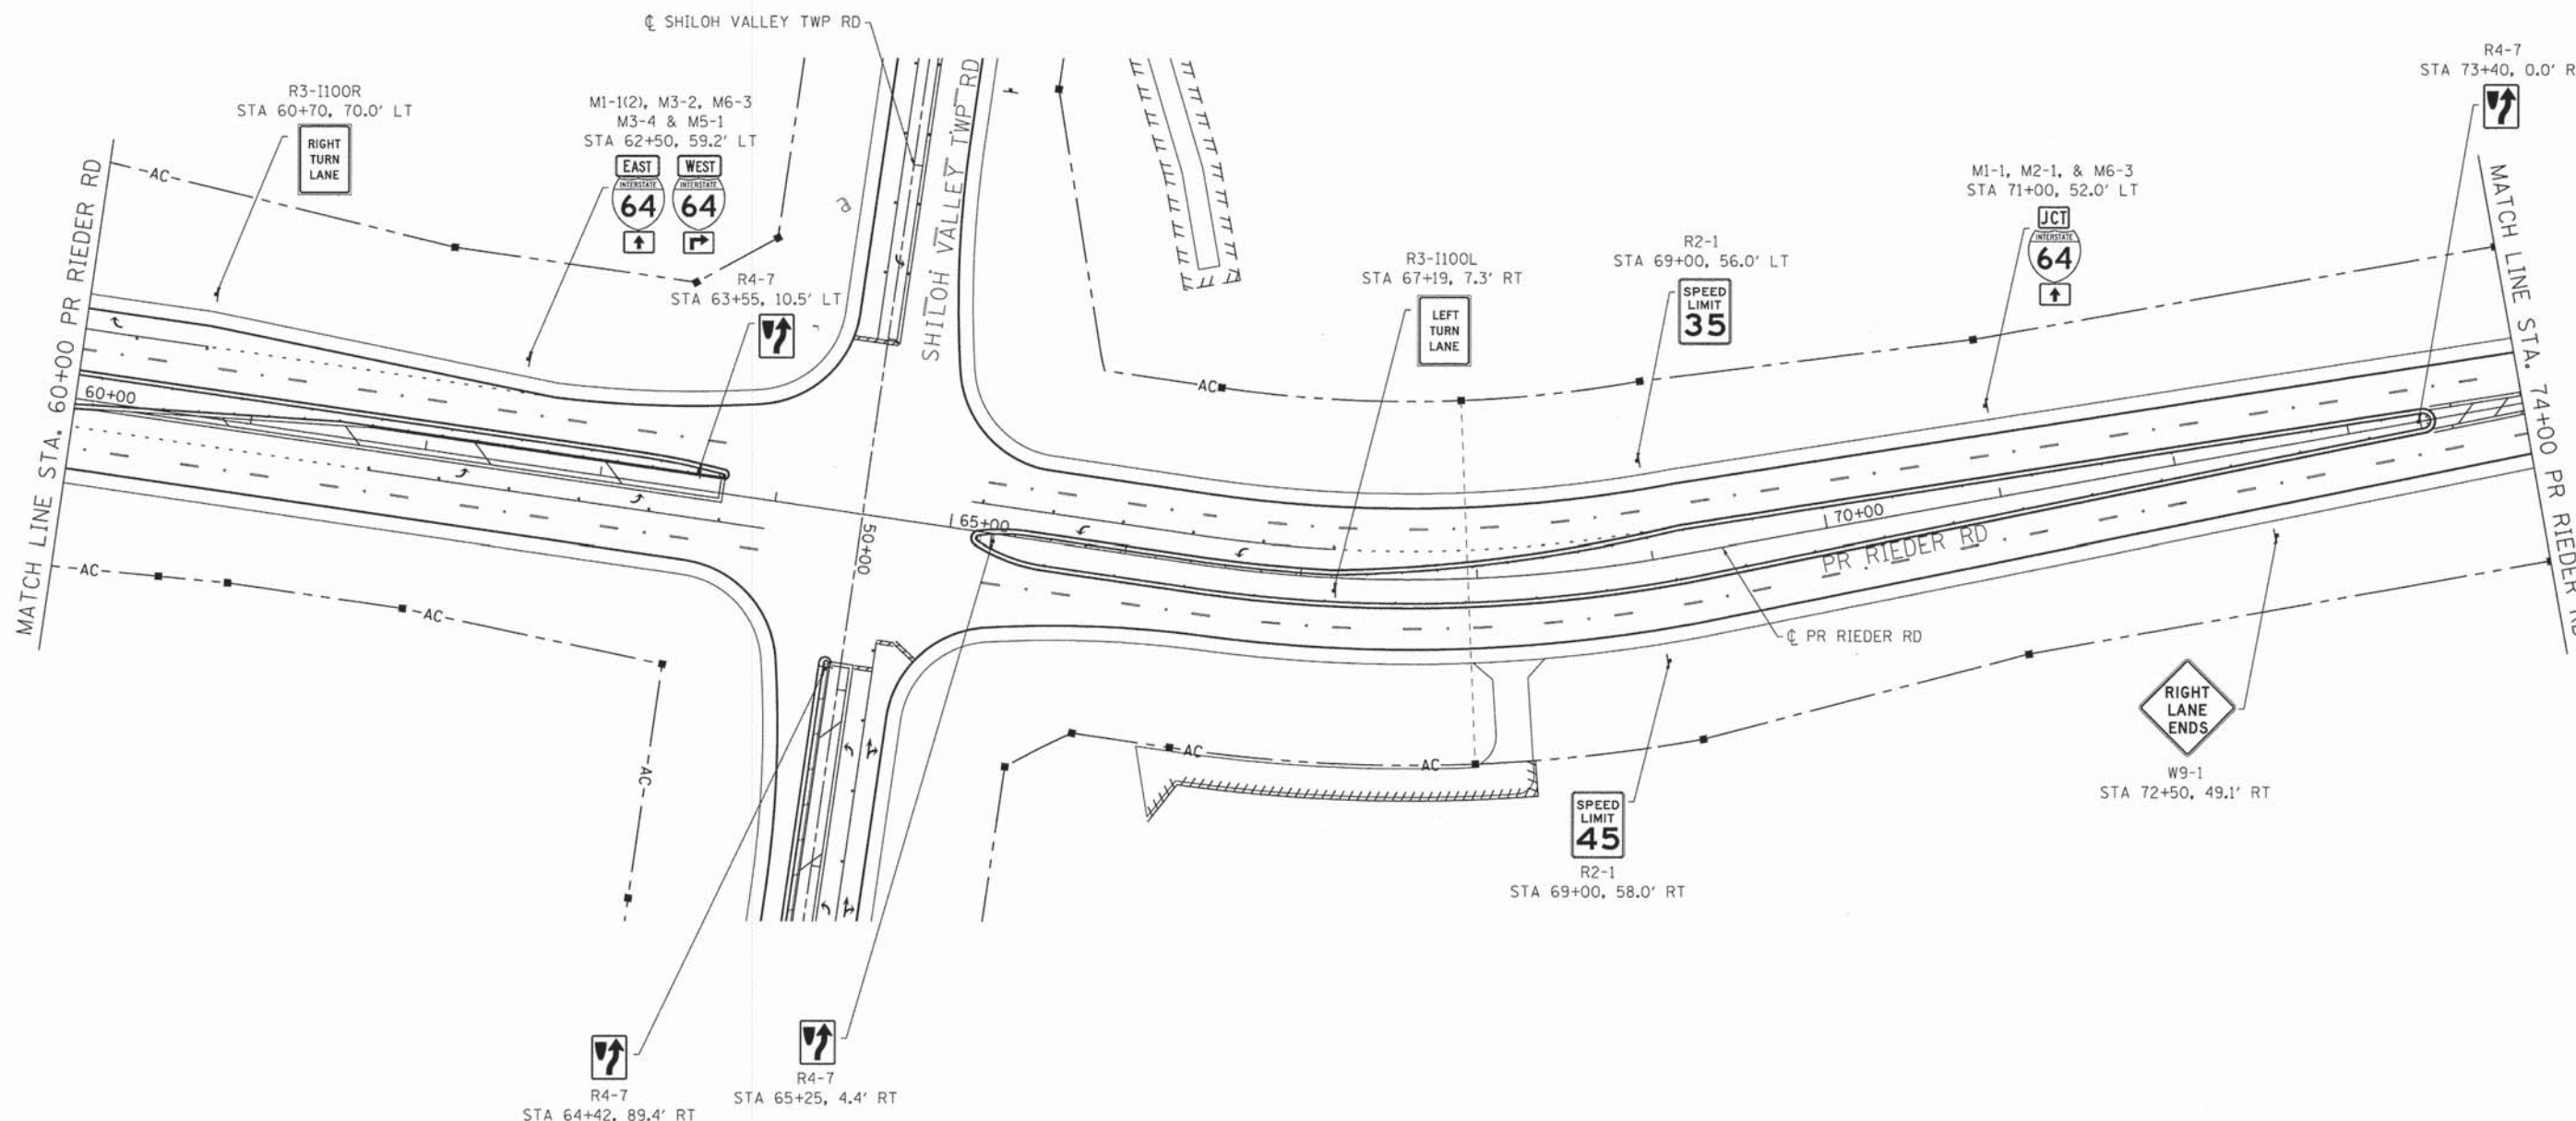 ℄ SHILOH VALLEY TWP RD
R4-7
STA 73+40, 0.0' R
R3-I100R
STA 60+70, 70.0' LT
RIGHT
TURN
LANE
M1-1(2), M3-2, M6-3
M3-4 & M5-1
STA 62+50, 59.2' LT
EAST
WEST
INTERSTATE
64
INTERSTATE
64
R4-7
STA 63+55, 10.5' LT
SHILOH VALLEY TWP RD
M1-1, M2-1, & M6-3
STA 71+00, 52.0' LT
JCT
INTERSTATE
64
R2-1
STA 69+00, 56.0' LT
SPEED
LIMIT
35
R3-I100L
STA 67+19, 7.3' RT
LEFT
TURN
LANE
MATCH LINE STA. 60+00 PR RIEDER RD
MATCH LINE STA. 74+00 PR RIEDER RD
AC
AC
60+00
65+00
70+00
50+00
PR RIEDER RD
℄ PR RIEDER RD
AC
AC
AC
AC
AC
RIGHT
LANE
ENDS
W9-1
STA 72+50, 49.1' RT
SPEED
LIMIT
45
R2-1
STA 69+00, 58.0' RT
R4-7
STA 64+42, 89.4' RT
R4-7
STA 65+25, 4.4' RT